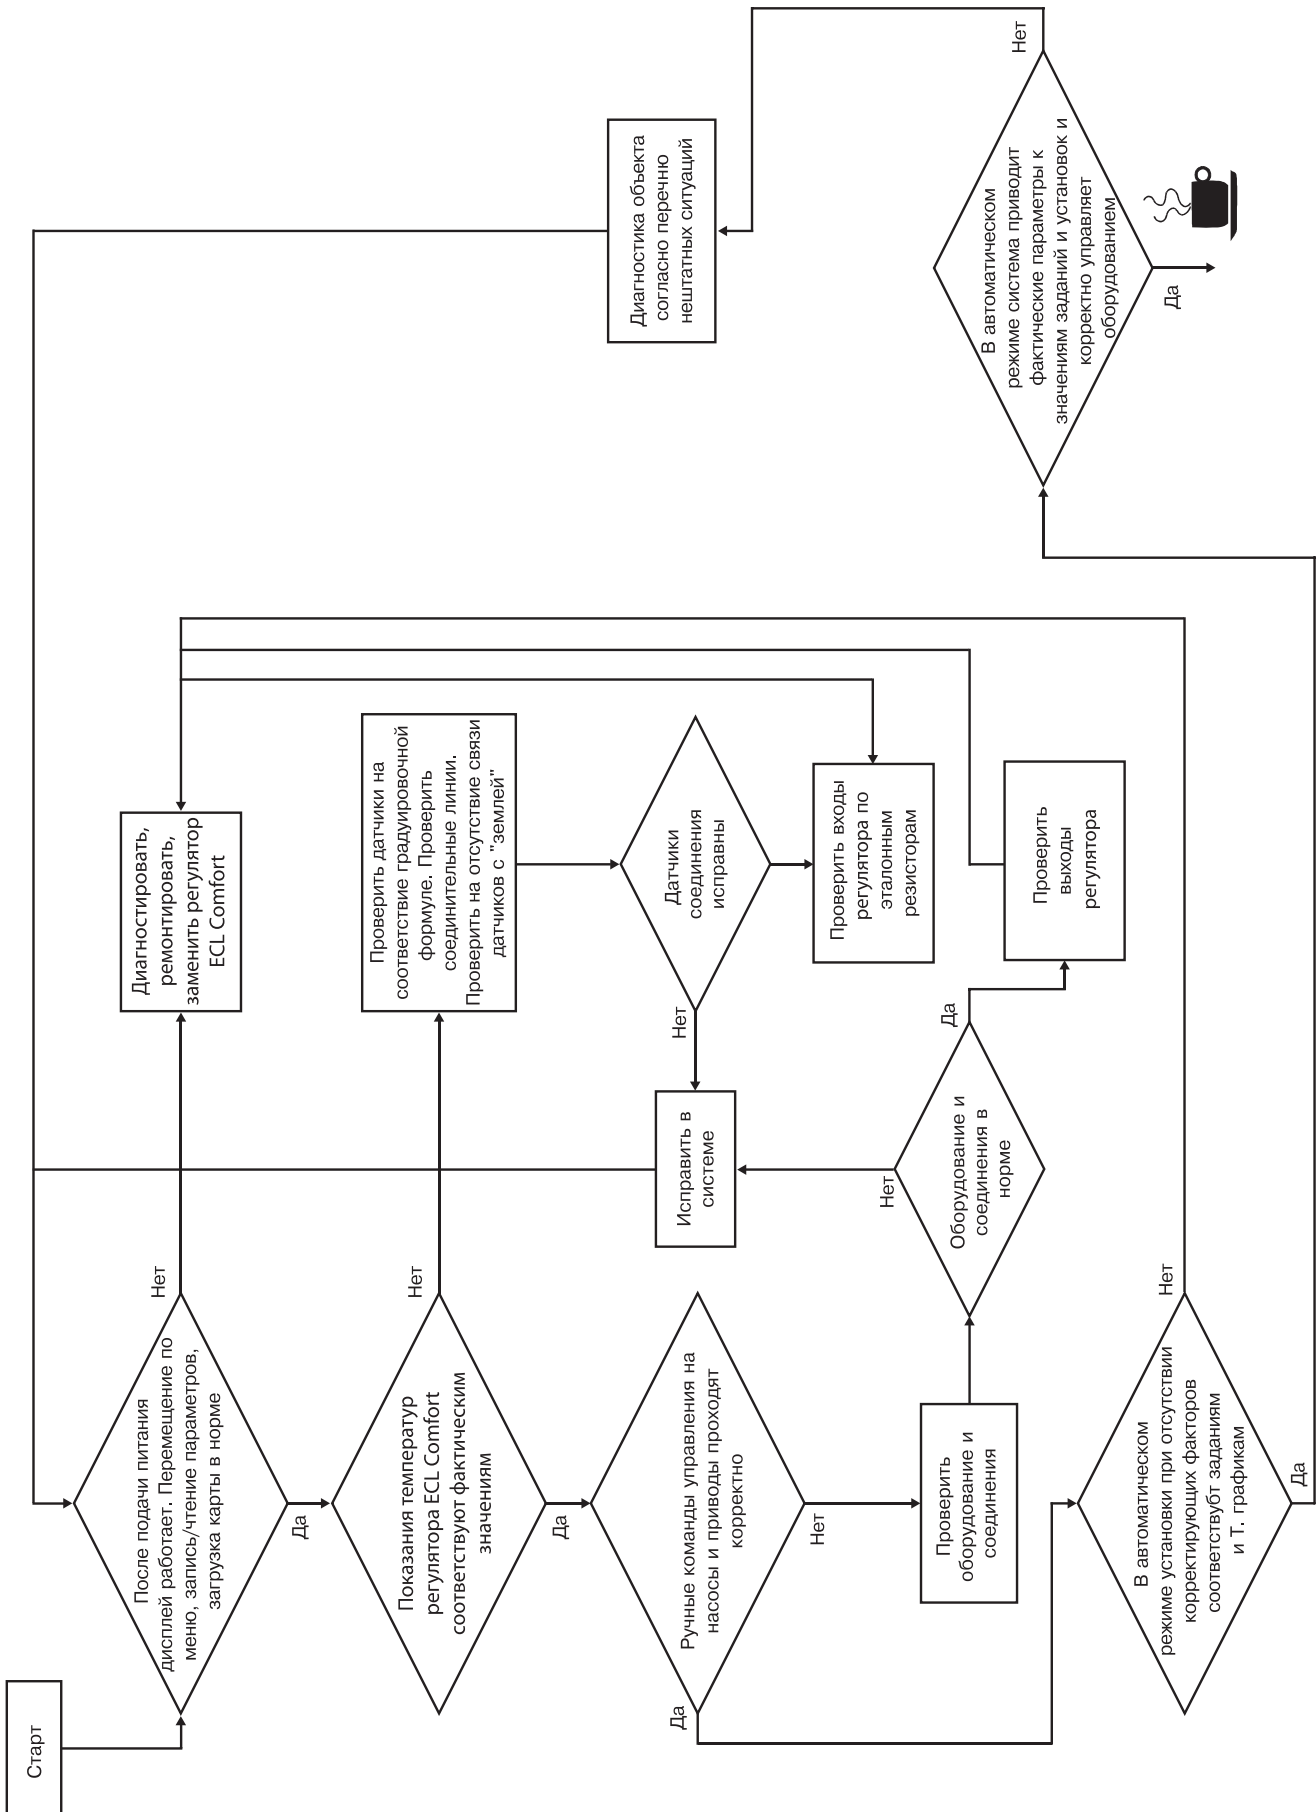 Старт
После подачи питания
дисплей работает. Перемещение по
меню, запись/чтение параметров,
загрузка карты в норме
Нет
Да
Диагностировать,
ремонтировать,
заменить регулятор
ECL Comfort
Показания температур
регулятора ECL Comfort
соответствуют фактическим
значениям
Нет
Да
Проверить датчики на
соответствие градуировочной
формуле. Проверить
соединительные линии.
Проверить на отсутствие связи
датчиков с "землей"
Ручные команды управления на
насосы и приводы проходят
корректно
Да
Нет
Исправить в
системе
Нет
Датчики
соединения
исправны
Проверить входы
регулятора по
эталонным
резисторам
Проверить
оборудование и
соединения
Оборудование и
соединения в
норме
Нет
Да
Проверить
выходы
регулятора
В автоматическом
режиме установки при отсутствии
корректирующих факторов
соответствубт заданиям
и Т. графикам
Нет
Да
Диагностика объекта
согласно перечню
нештатных ситуаций
В автоматическом
режиме система приводит
фактические параметры к
значениям заданий и установок и
корректно управляет
оборудованием
Нет
Да